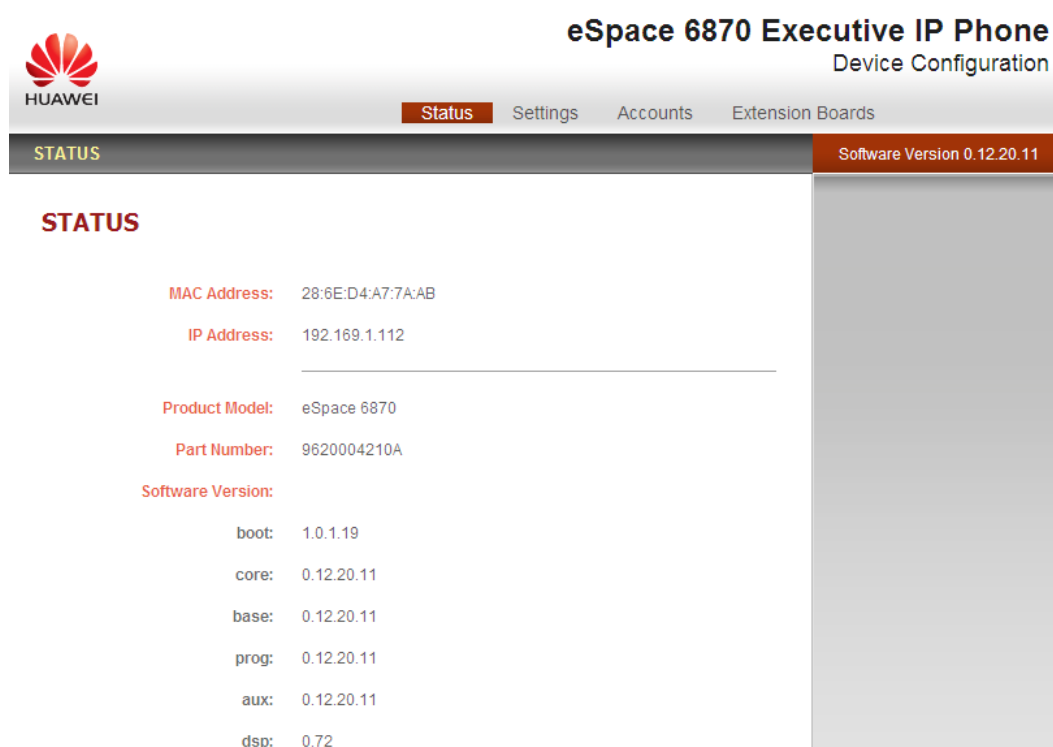 eSpace 6870 Executive IP Phone
Device Configuration
HUAWEI
Status Settings Accounts Extension Boards
STATUS Software Version 0.12.20.11
STATUS
MAC Address: 28:6E:D4:A7:7A:AB
IP Address: 192.169.1.112
Product Model: eSpace 6870
Part Number: 9620004210A
Software Version:
boot: 1.0.1.19
core: 0.12.20.11
base: 0.12.20.11
prog: 0.12.20.11
aux: 0.12.20.11
dsp: 0.72